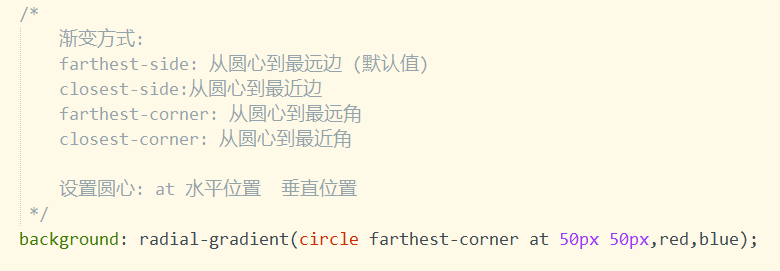 /*
渐变方式:
farthest-side: 从圆心到最远边 (默认值)
closest-side:从圆心到最近边
farthest-corner: 从圆心到最远角
closest-corner: 从圆心到最近角
设置圆心: at 水平位置  垂直位置
*/
background: radial-gradient(circle farthest-corner at 50px 50px,red,blue);